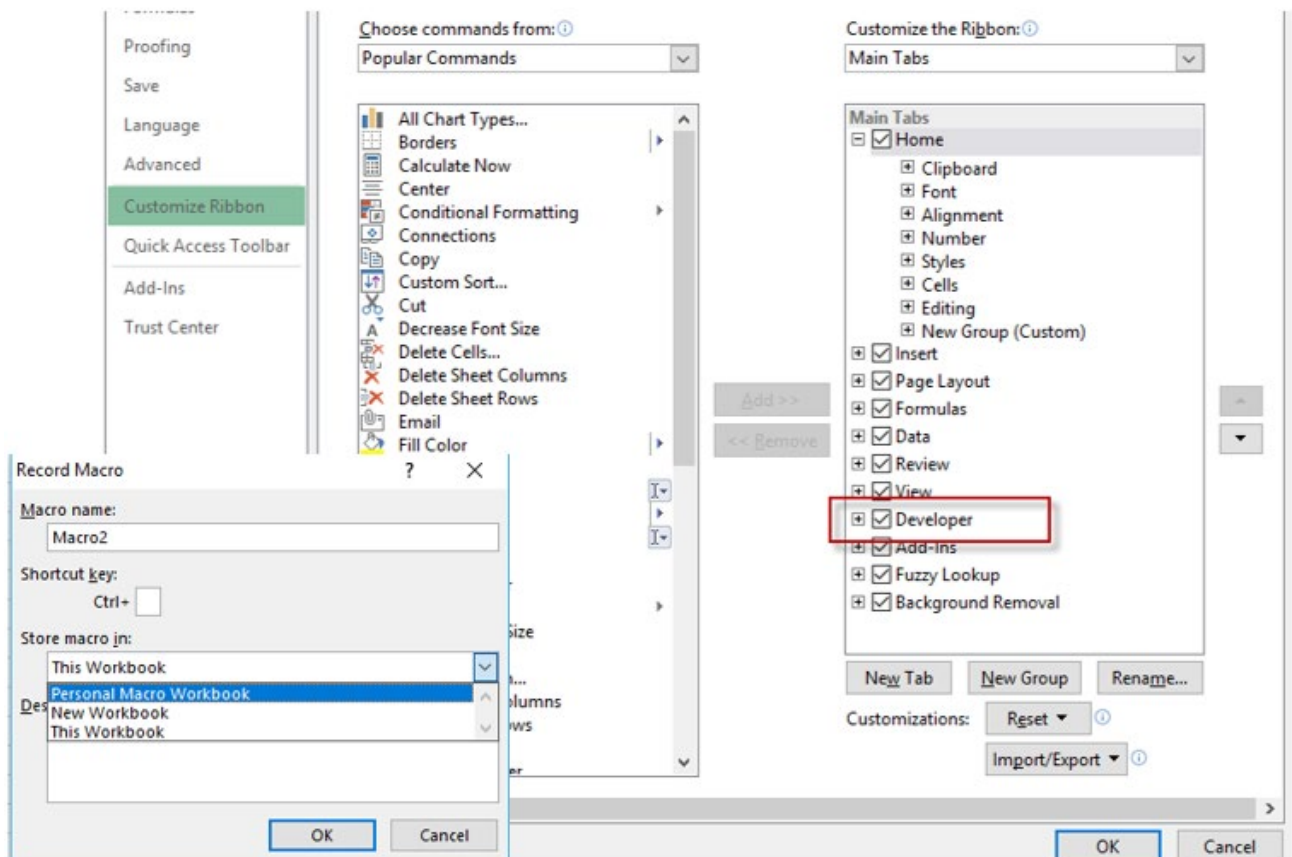 Proofing
Save
Language
Advanced
Customize Ribbon
Quick Access Toolbar
Add-Ins
Trust Center
Choose commands from:
Popular Commands
All Chart Types...
Borders
Calculate Now
Center
Conditional Formatting
Connections
Copy
Custom Sort...
Cut
Decrease Font Size
Delete Cells...
Delete Sheet Columns
Delete Sheet Rows
Email
Fill Color
Add >>
<< Remove
Customize the Ribbon:
Main Tabs
Main Tabs
Home
Clipboard
Font
Alignment
Number
Styles
Cells
Editing
New Group (Custom)
Insert
Page Layout
Formulas
Data
Review
View
Developer
Add-Ins
Fuzzy Lookup
Background Removal
New Tab
New Group
Rename...
Customizations:
Reset
Import/Export
OK
Cancel
Record Macro
?
Macro name:
Macro2
Shortcut key:
Ctrl+
Store macro in:
This Workbook
Personal Macro Workbook
New Workbook
This Workbook
OK
Cancel